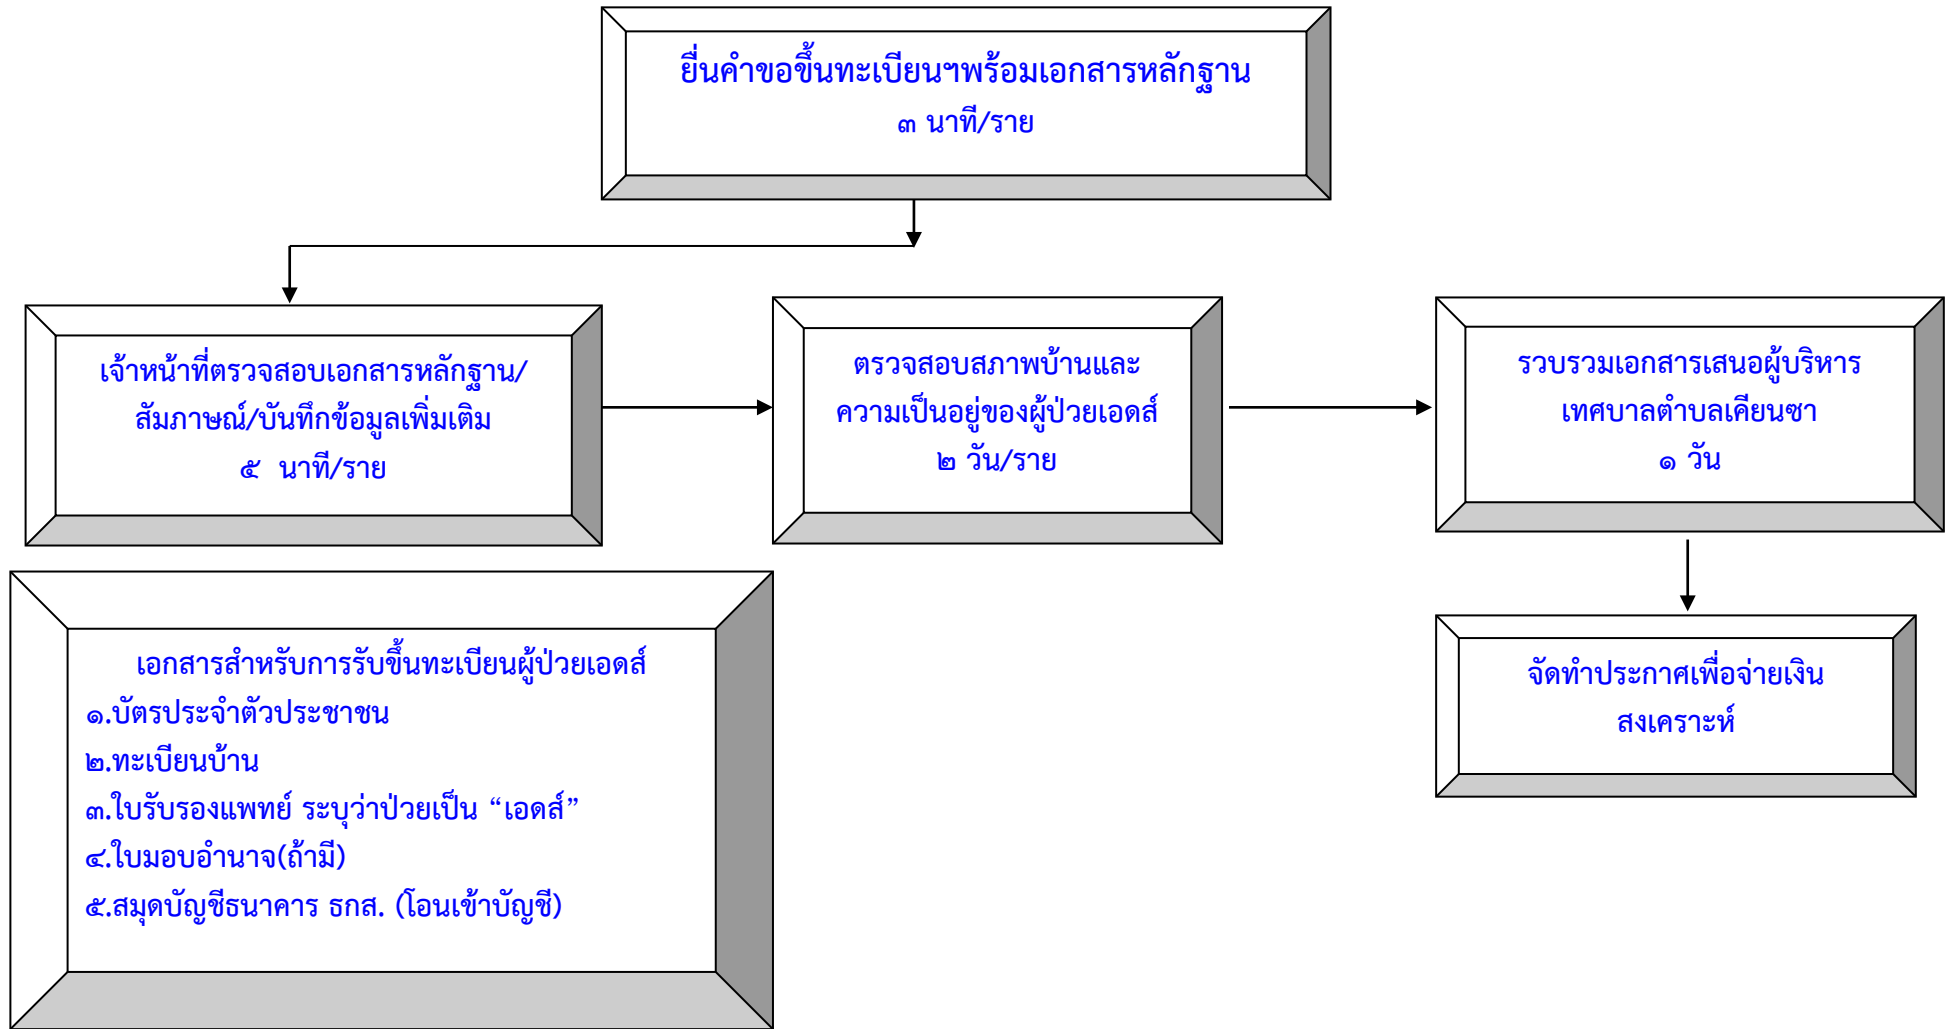 ยื่นคำขอขึ้นทะเบียนฯพร้อมเอกสารหลักฐาน
๓ นาที/ราย
เจ้าหน้าที่ตรวจสอบเอกสารหลักฐาน/
สัมภาษณ์/บันทึกข้อมูลเพิ่มเติม
๕ นาที/ราย
ตรวจสอบสภาพบ้านและ
ความเป็นอยู่ของผู้ป่วยเอดส์
๒ วัน/ราย
รวบรวมเอกสารเสนอผู้บริหาร
เทศบาลตำบลเคียนซา
๑ วัน
จัดทำประกาศเพื่อจ่ายเงิน
สงเคราะห์
เอกสารสำหรับการรับขึ้นทะเบียนผู้ป่วยเอดส์
๑.บัตรประจำตัวประชาชน
๒.ทะเบียนบ้าน
๓.ใบรับรองแพทย์ ระบุว่าป่วยเป็น “เอดส์”
๔.ใบมอบอำนาจ(ถ้ามี)
๕.สมุดบัญชีธนาคาร ธกส. (โอนเข้าบัญชี)